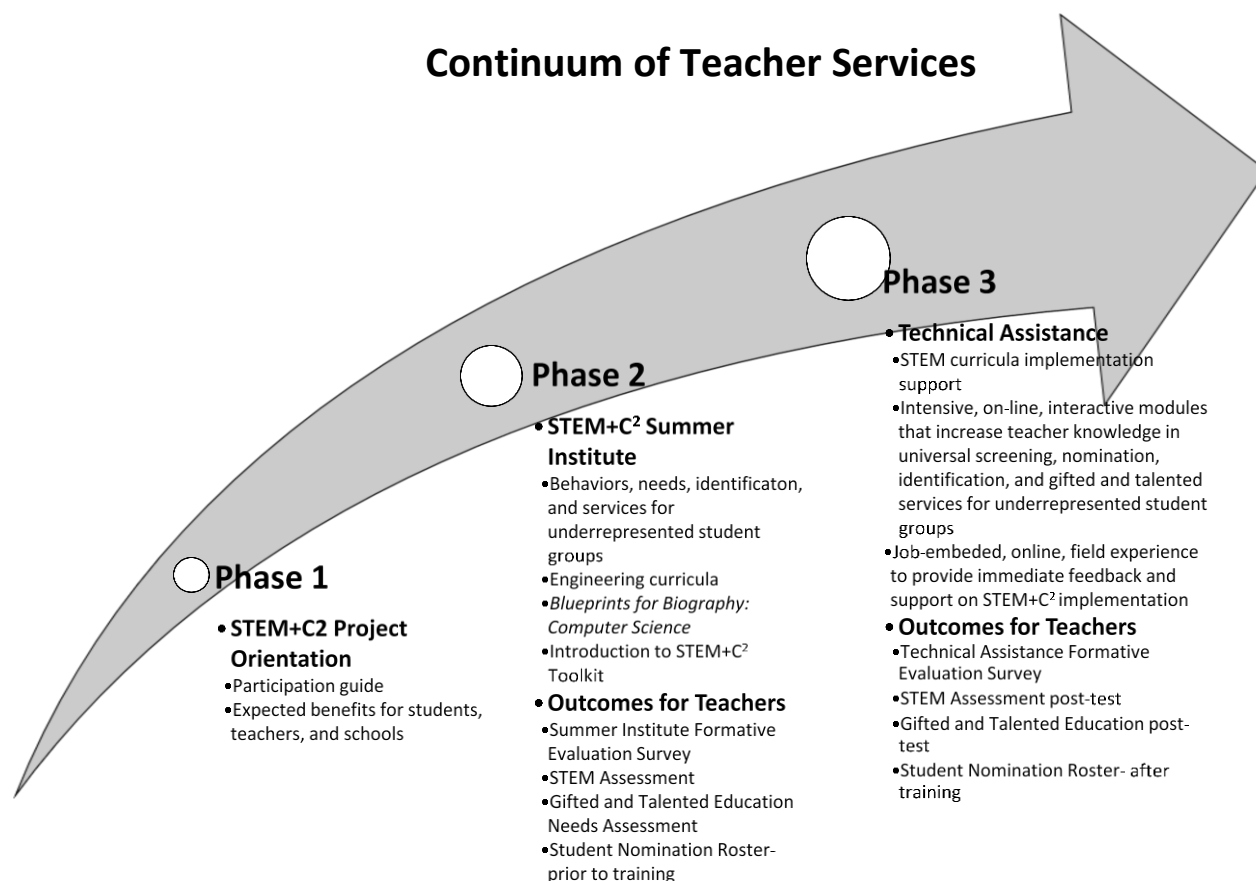 Continuum of Teacher Services
Phase 1
• STEM+C2 Project
Orientation
•Participation guide
•Expected benefits for students,
teachers, and schools
Phase 2
• STEM+C² Summer
Institute
•Behaviors, needs, identificaton,
and services for
underrepresented student
groups
•Engineering curricula
•Blueprints for Biography:
Computer Science
•Introduction to STEM+C²
Toolkit
• Outcomes for Teachers
•Summer Institute Formative
Evaluation Survey
•STEM Assessment
•Gifted and Talented Education
Needs Assessment
•Student Nomination Roster-
prior to training
Phase 3
• Technical Assistance
•STEM curricula implementation
support
•Intensive, on-line, interactive modules
that increase teacher knowledge in
universal screening, nomination,
identification, and gifted and talented
services for underrepresented student
groups
•Job-embeded, online, field experience
to provide immediate feedback and
support on STEM+C² implementation
• Outcomes for Teachers
•Technical Assistance Formative
Evaluation Survey
•STEM Assessment post-test
•Gifted and Talented Education post-
test
•Student Nomination Roster- after
training